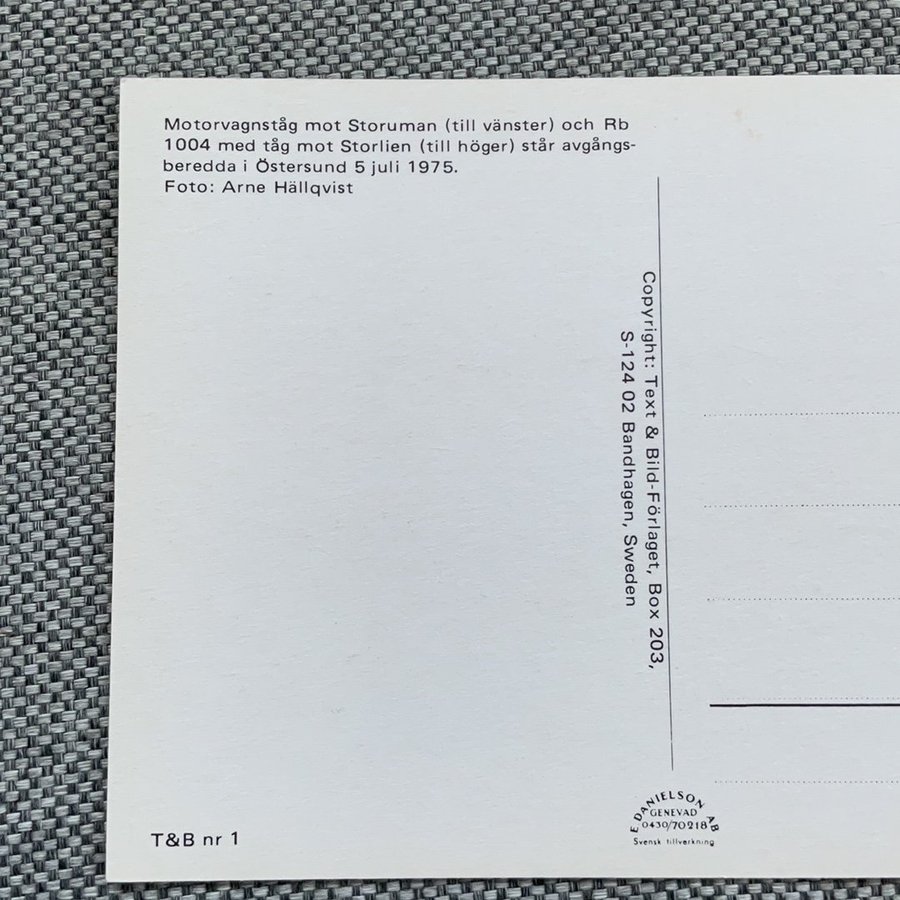 Motorvagnståg mot Storuman (till vänster) och Rb
1004 med tåg mot Storlien (till höger) står avgångs-
beredda i Östersund 5 juli 1975.
Foto: Arne Hällqvist
Copyright: Text & Bild-Förlaget, Box 203,
S-124 02 Bandhagen, Sweden
T&B nr 1
E DANIELSON AB
GENEVAD
0430/70218
Svensk tillverkning